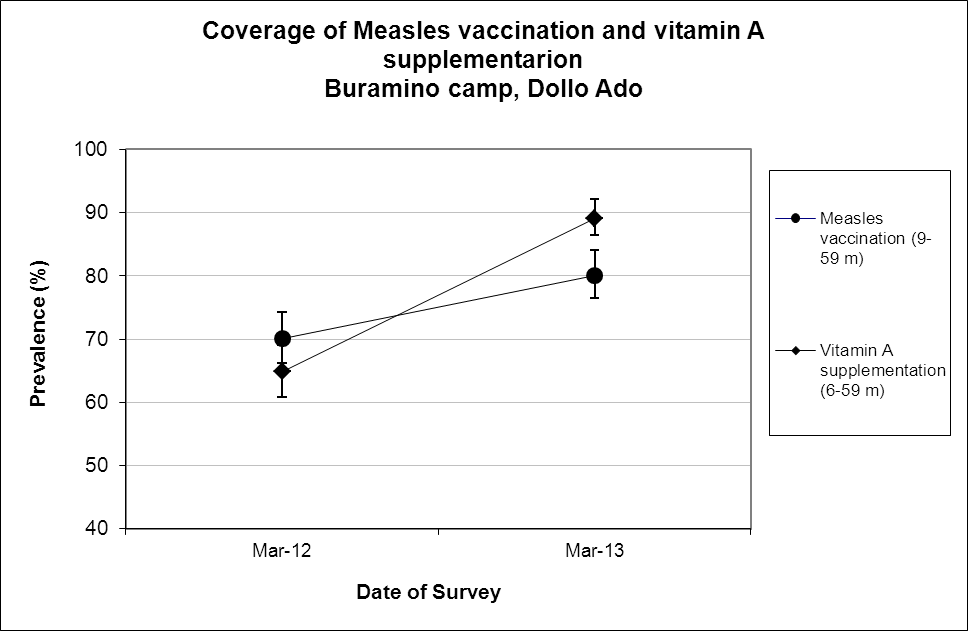 Coverage of Measles vaccination and vitamin A
supplementarion
Buramino camp, Dollo Ado
100
90
80
70
60
50
40
Prevalence (%)
Mar-12
Mar-13
Date of Survey
Measles
vaccination (9-
59 m)
Vitamin A
supplementation
(6-59 m)